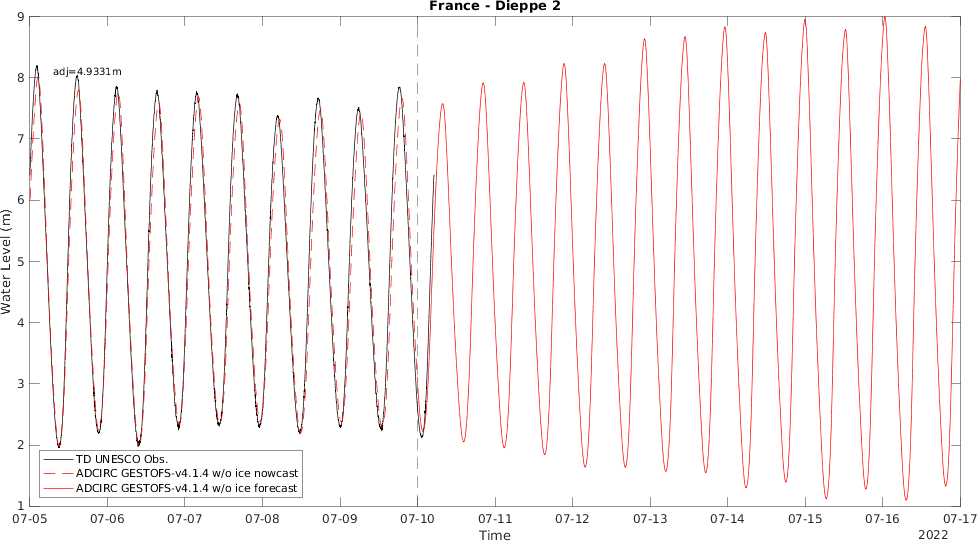 France - Dieppe 2
9
8
7
6
5
4
3
2
1
Water Level (m)
adj=4.9331m
TD UNESCO Obs.
ADCIRC GESTOFS-v4.1.4 w/o ice nowcast
ADCIRC GESTOFS-v4.1.4 w/o ice forecast
07-05 07-06 07-07 07-08 07-09 07-10 07-11 07-12 07-13 07-14 07-15 07-16 07-17
Time
2022